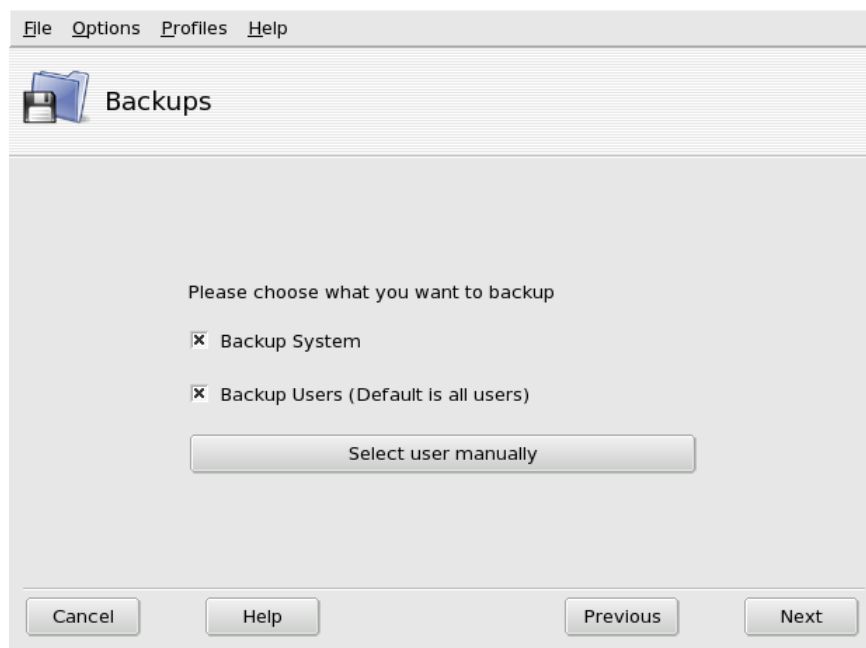 File Options Profiles Help
Backups
Please choose what you want to backup
Backup System
Backup Users (Default is all users)
Select user manually
Cancel Help Previous Next